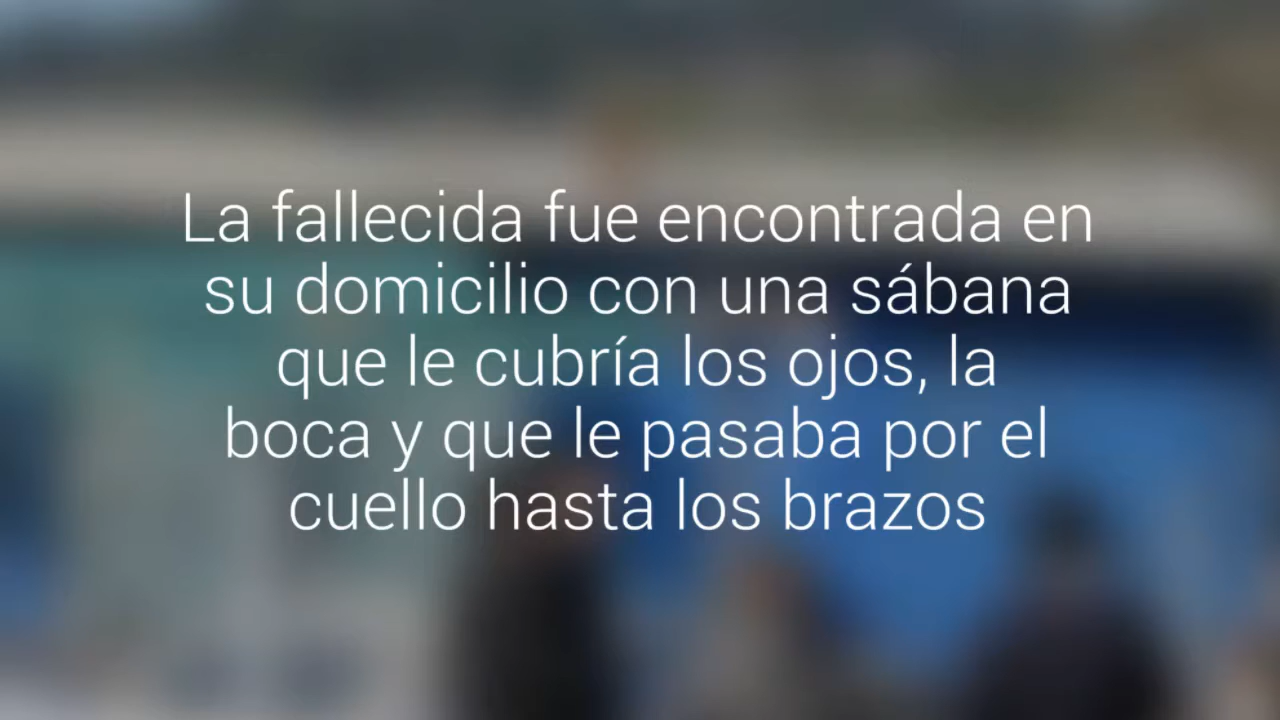 La fallecida fue encontrada en
su domicilio con una sábana
que le cubría los ojos, la
boca y que le pasaba por el
cuello hasta los brazos